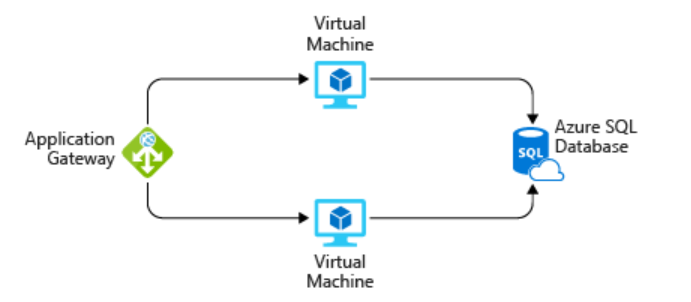 Virtual
Machine
Application
Gateway
Azure SQL
Database
SQL
Virtual
Machine